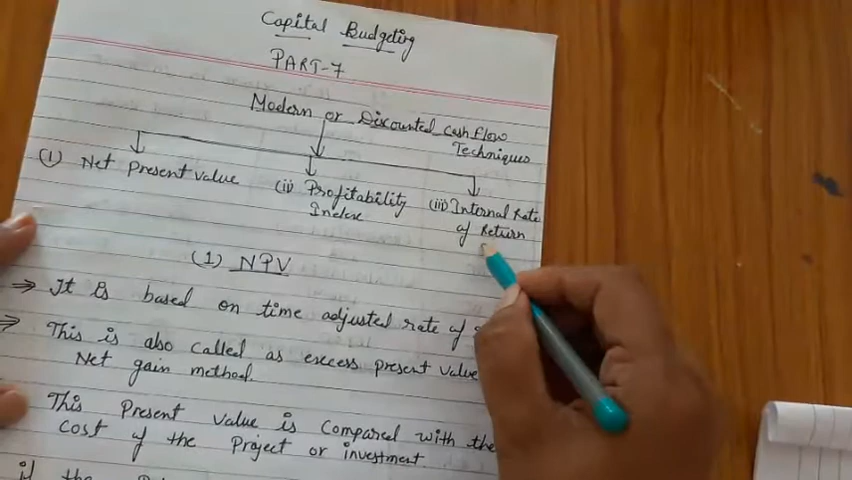 Capital Budgeting
PART-7
Modern or Discounted Cash flow
Techniques
(i) Net Present value
(ii) Profitability
Index
(iii) Internal Rate
of Return
(1) NPV
⇒ It is based on time adjusted rate of
⇒ This is also called as excess present value
Net gain method.
This Present value is compared with the
cost of the Project or investment
if the